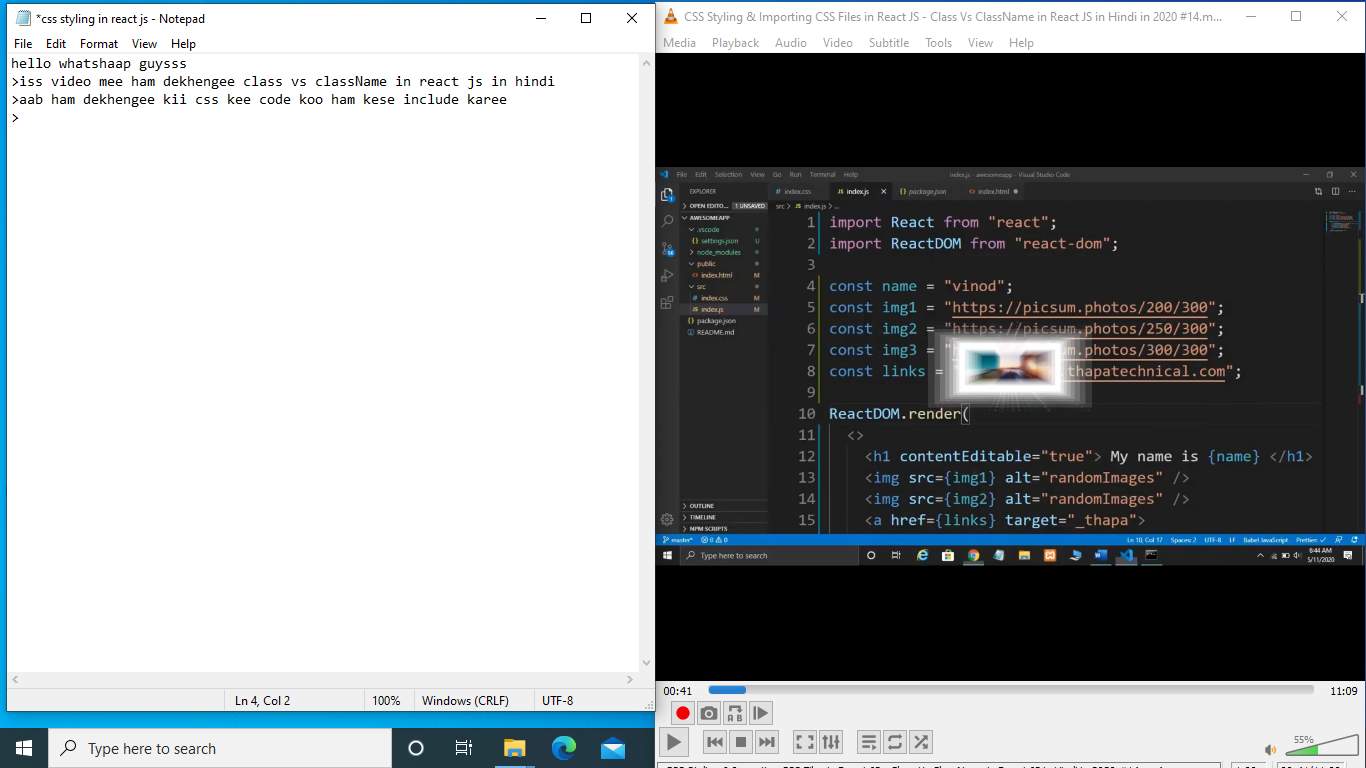 *css styling in react js - Notepad
File Edit Format View Help
hello whatshaap guysss
>iss video mee ham dekhengee class vs className in react js in hindi
>aab ham dekhengee kii css kee code koo ham kese include karee
>
Ln 4, Col 2 100% Windows (CRLF) UTF-8
Type here to search
CSS Styling & Importing CSS Files in React JS - Class Vs ClassName in React JS in Hindi in 2020 #14.m...
Media Playback Audio Video Subtitle Tools View Help
File Edit Selection View Go Run Terminal Help index.js - awesomeapp - Visual Studio Code
EXPLORER
OPEN EDITO... 1 UNSAVED
AWESOMEAPP
.vscode
settings.json U
node_modules
public
index.html M
src
# index.css M
JS index.js M
{} package.json
README.md
OUTLINE
TIMELINE
NPM SCRIPTS
# index.css JS index.js {} package.json <> index.html
src > JS index.js > ...
1 import React from "react";
2 import ReactDOM from "react-dom";
3
4 const name = "vinod";
5 const img1 = "https://picsum.photos/200/300";
6 const img2 = "https://picsum.photos/250/300";
7 const img3 = "h um.photos/300/300";
8 const links = .thapatechnical.com";
9
10 ReactDOM.render(
11 <>
12 <h1 contentEditable="true"> My name is {name} </h1>
13 <img src={img1} alt="randomImages" />
14 <img src={img2} alt="randomImages" />
15 <a href={links} target="_thapa">
master* 0 0 Ln 10, Col 17 Spaces: 2 UTF-8 LF Babel JavaScript Prettier: ✓
Type here to search 6:44 AM
5/11/2020
00:41 11:09
A B
55%